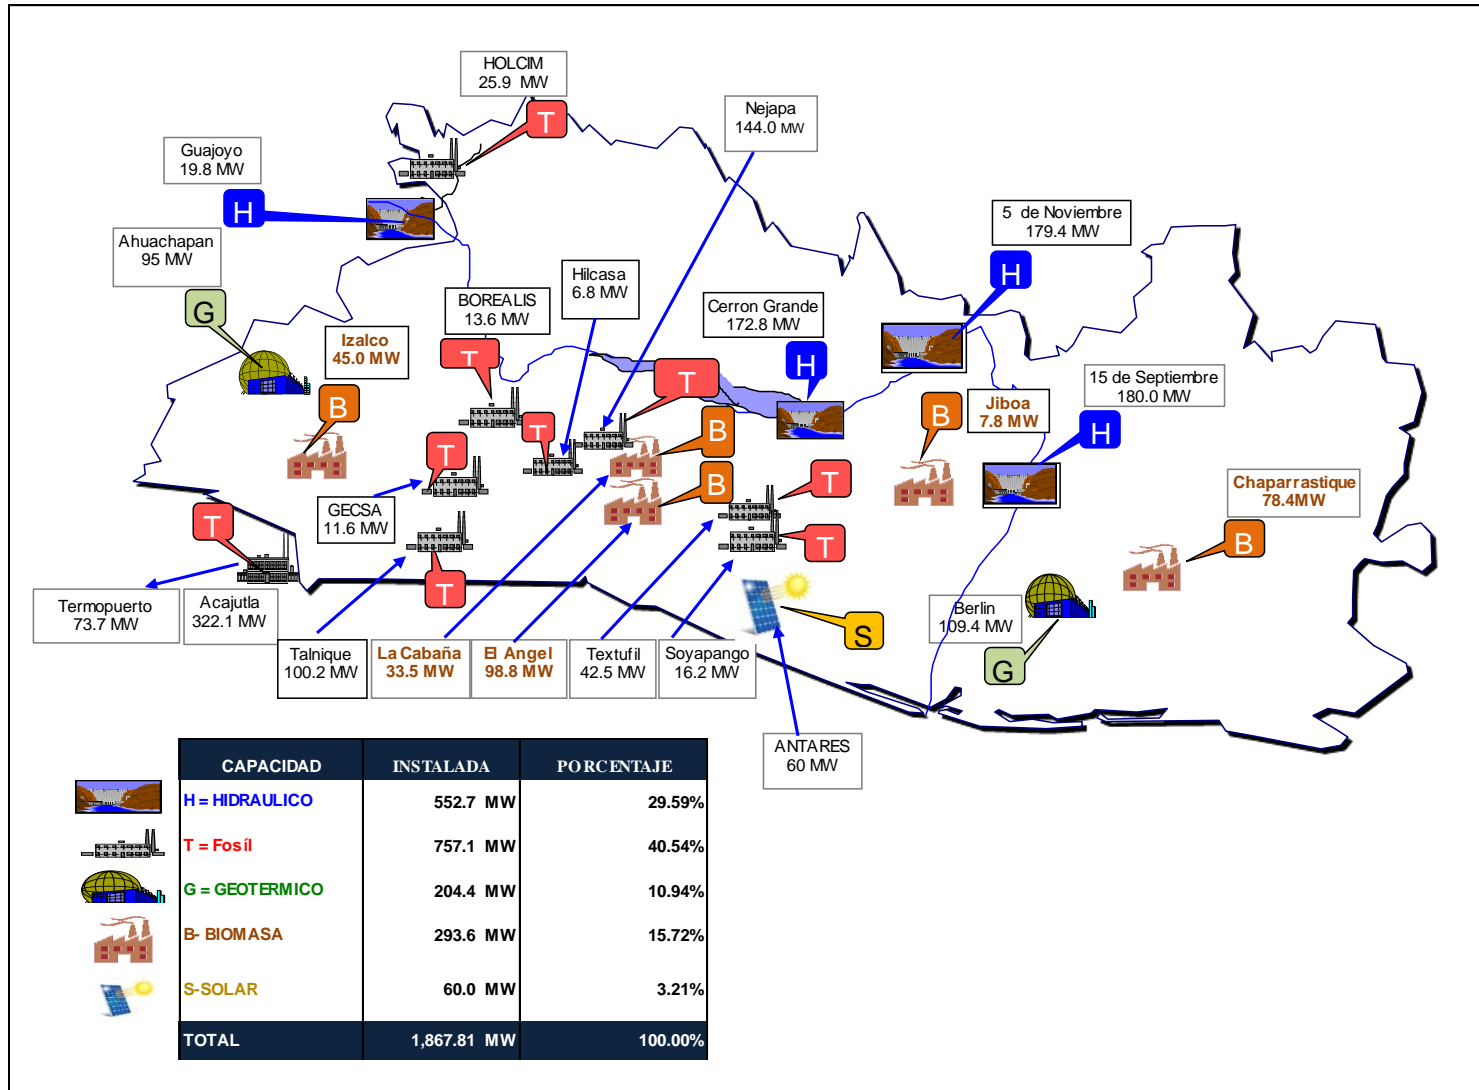 HOLCIM
25.9 MW
T
Nejapa
144.0 MW
Guajoyo
19.8 MW
H
5 de Noviembre
179.4 MW
H
Ahuachapan
95 MW
G
Hilcasa
6.8 MW
BOREALIS
13.6 MW
T
Cerron Grande
172.8 MW
H
Izalco
45.0 MW
B
T
15 de Septiembre
180.0 MW
H
Jiboa
7.8 MW
B
T
B
T
B
T
GECSA
11.6 MW
Chaparrastique
78.4MW
B
T
T
T
Termopuerto
73.7 MW
Acajutla
322.1 MW
Talnique
100.2 MW
La Cabaña
33.5 MW
El Angel
98.8 MW
Textufil
42.5 MW
Soyapango
16.2 MW
S
Berlin
109.4 MW
G
ANTARES
60 MW
CAPACIDAD INSTALADA PORCENTAJE
H = HIDRAULICO 552.7 MW 29.59%
T = Fosíl 757.1 MW 40.54%
G = GEOTERMICO 204.4 MW 10.94%
B- BIOMASA 293.6 MW 15.72%
S-SOLAR 60.0 MW 3.21%
TOTAL 1,867.81 MW 100.00%